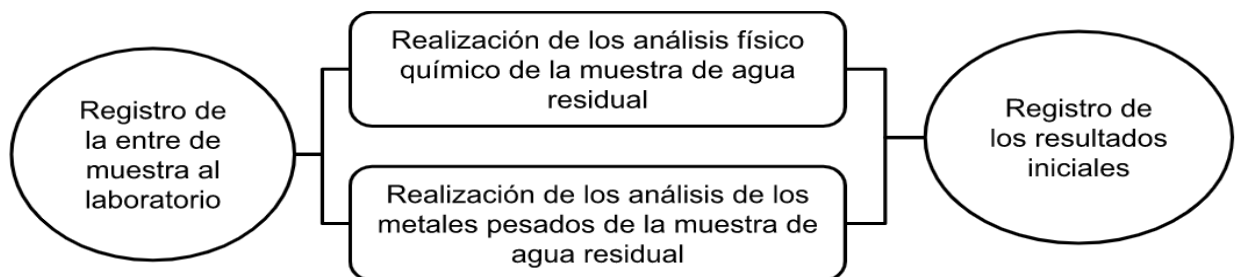 Registro de
la entre de
muestra al
laboratorio
Realización de los análisis físico
químico de la muestra de agua
residual
Realización de los análisis de los
metales pesados de la muestra de
agua residual
Registro de
los resultados
iniciales